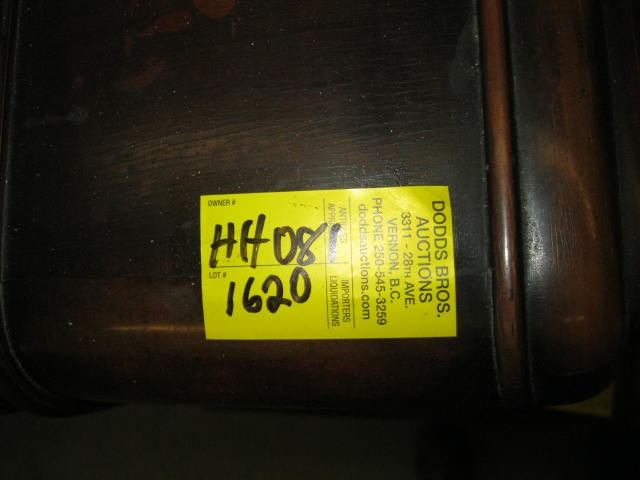 OWNER #
HH08
LOT #
1620
ANTIQUES
IMPORTERS
LIQUIDATIONS
DODDS BROS.
AUCTIONS
3311 - 28TH AVE.
VERNON, B.C.
PHONE 250-545-3259
doddsauctions.com